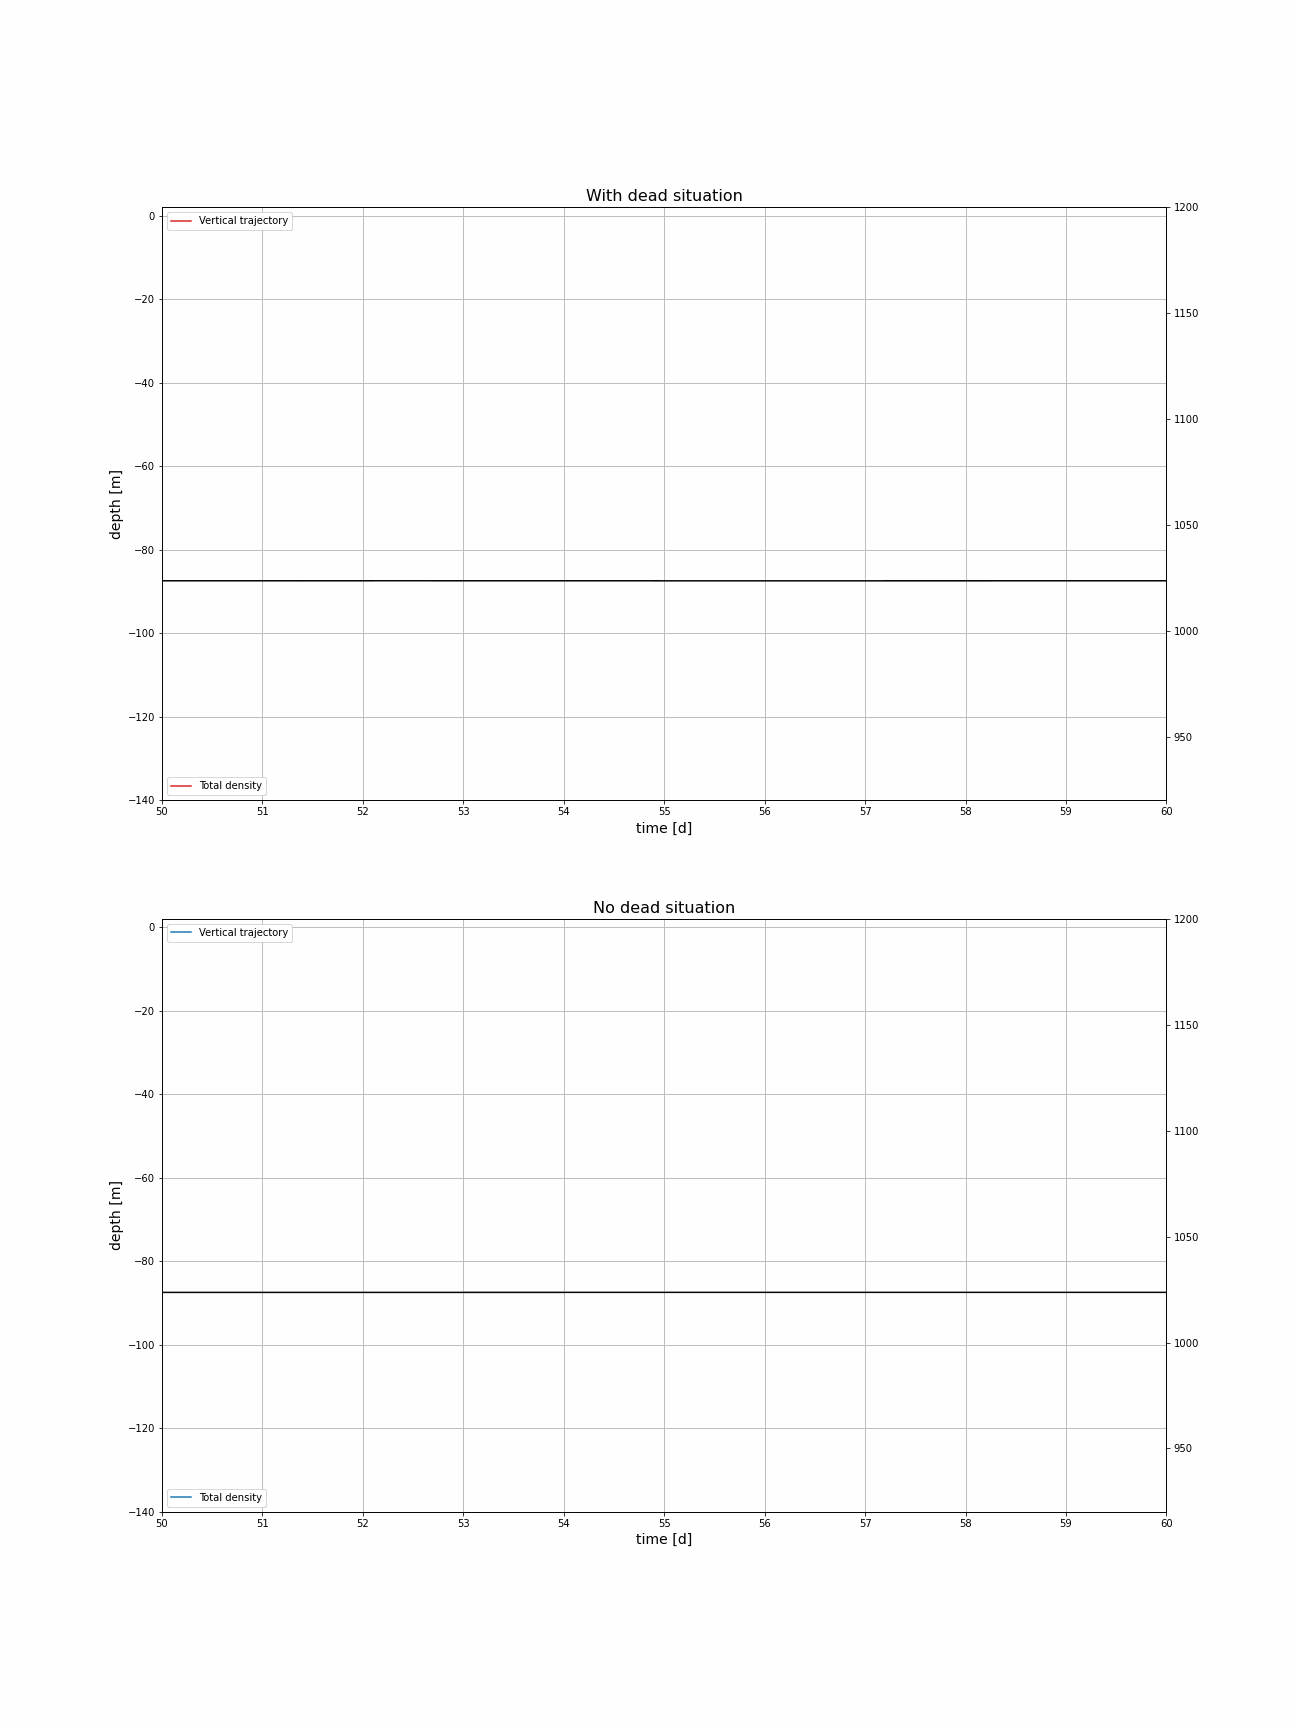 With dead situation
Vertical trajectory
0
−20
−40
−60
−80
−100
−120
−140
depth [m]
1200
1150
1100
1050
1000
950
Total density
50 51 52 53 54 55 56 57 58 59 60
time [d]
No dead situation
Vertical trajectory
0
−20
−40
−60
−80
−100
−120
−140
depth [m]
1200
1150
1100
1050
1000
950
Total density
50 51 52 53 54 55 56 57 58 59 60
time [d]